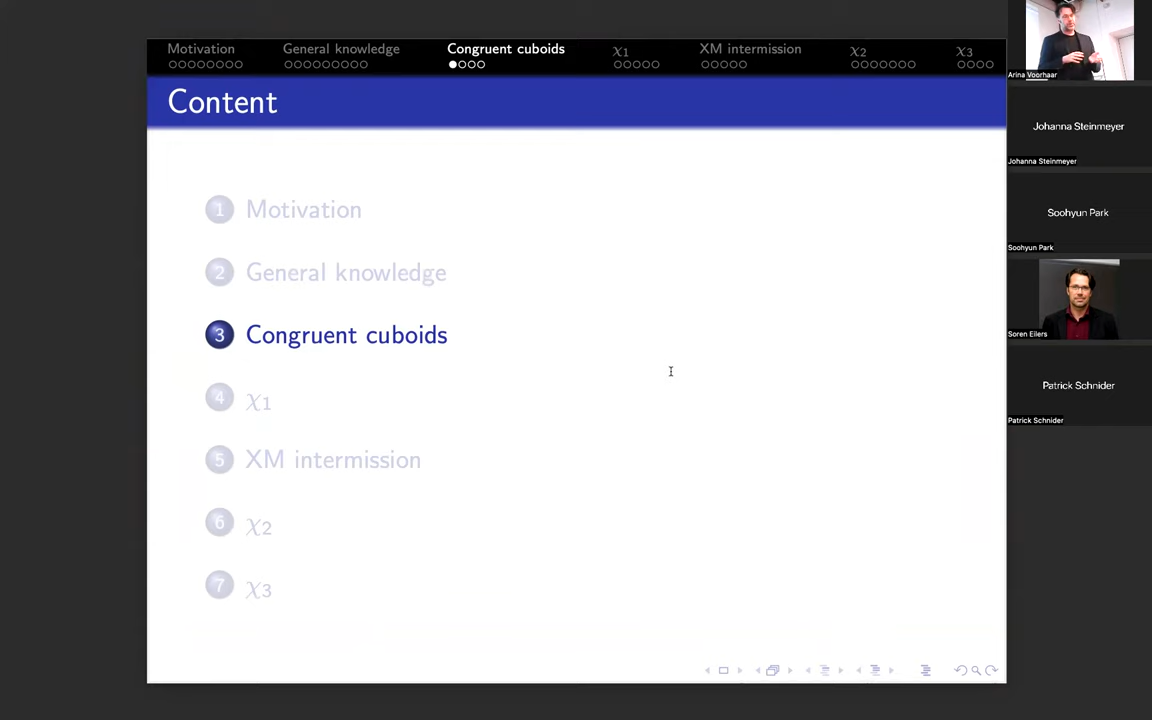 Motivation General knowledge Congruent cuboids χ1 XM intermission χ2 χ3
Content
1 Motivation
2 General knowledge
3 Congruent cuboids
4 χ1
5 XM intermission
6 χ2
7 χ3
Arina Voorhaar
Johanna Steinmeyer
Johanna Steinmeyer
Soohyun Park
Soohyun Park
Soren Eilers
Patrick Schnider
Patrick Schnider